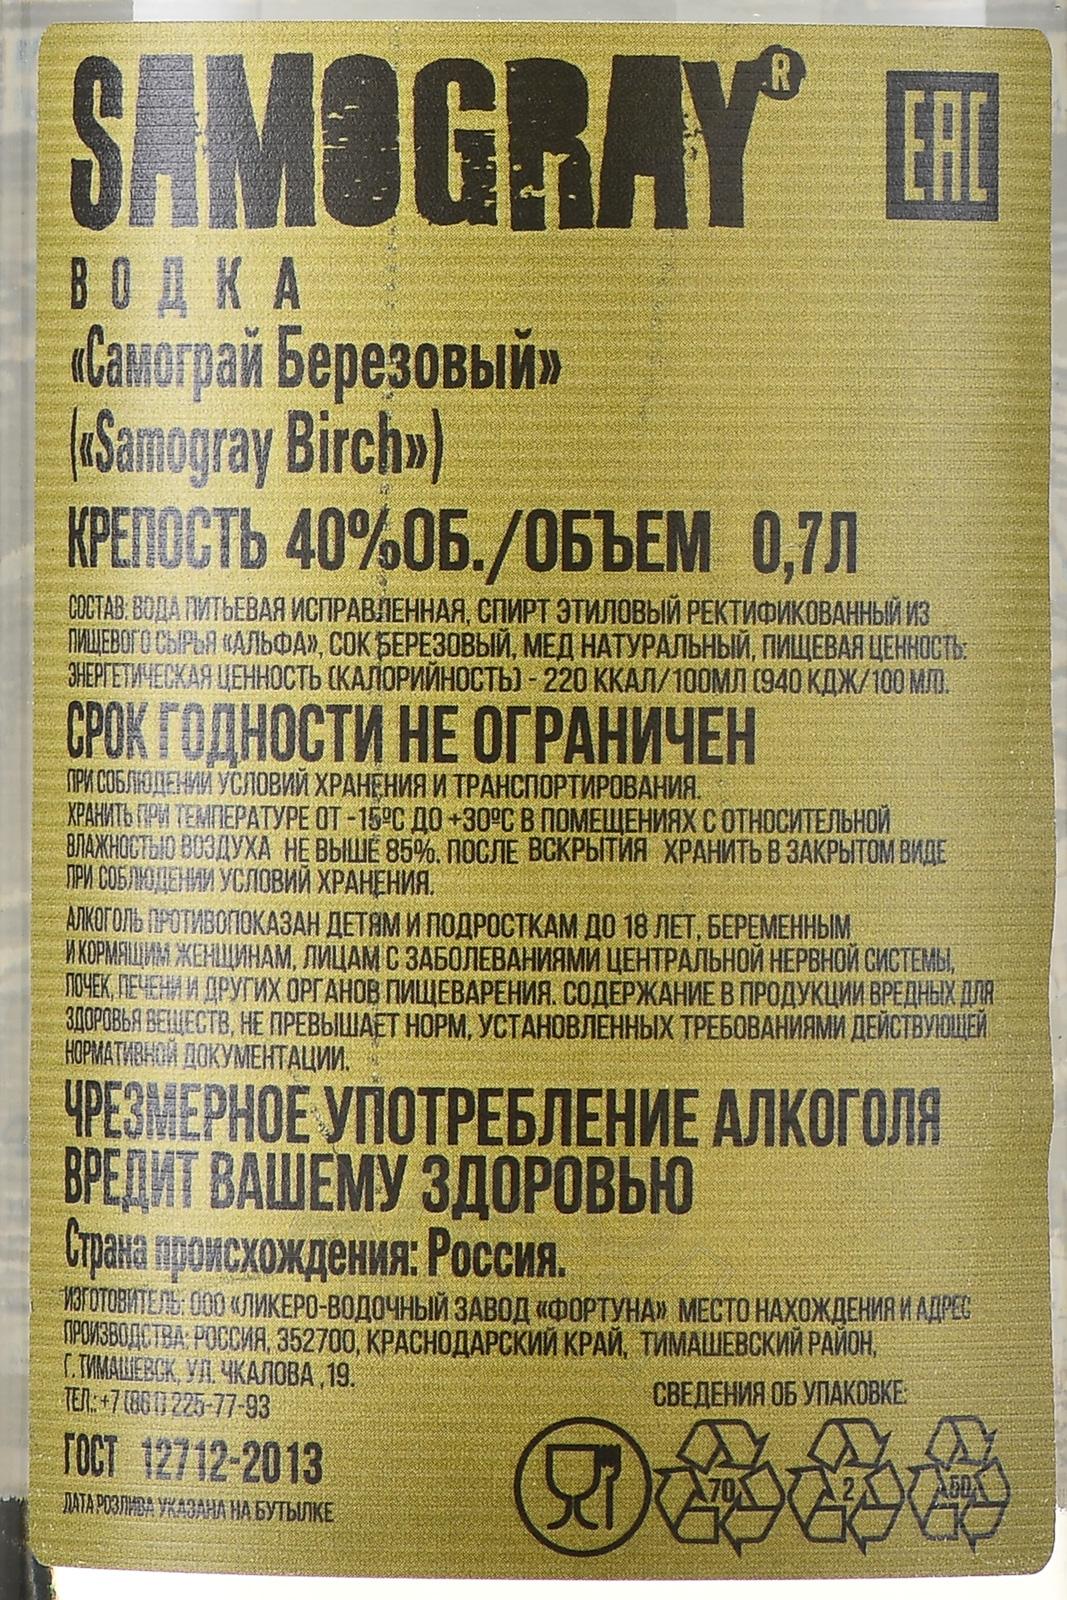 SAMOGRAY®
EAC
ВОДКА
«Самограй Березовый»
(«Samogray Birch»)
КРЕПОСТЬ 40%ОБ./ОБЪЕМ 0,7Л
СОСТАВ: ВОДА ПИТЬЕВАЯ ИСПРАВЛЕННАЯ, СПИРТ ЭТИЛОВЫЙ РЕКТИФИКОВАННЫЙ ИЗ
ПИЩЕВОГО СЫРЬЯ «АЛЬФА», СОК БЕРЕЗОВЫЙ, МЕД НАТУРАЛЬНЫЙ, ПИЩЕВАЯ ЦЕННОСТЬ:
ЭНЕРГЕТИЧЕСКАЯ ЦЕННОСТЬ (КАЛОРИЙНОСТЬ) - 220 ККАЛ/100МЛ (940 КДЖ/100 МЛ).
СРОК ГОДНОСТИ НЕ ОГРАНИЧЕН
ПРИ СОБЛЮДЕНИИ УСЛОВИЙ ХРАНЕНИЯ И ТРАНСПОРТИРОВАНИЯ.
ХРАНИТЬ ПРИ ТЕМПЕРАТУРЕ ОТ -15ºС ДО +30ºС В ПОМЕЩЕНИЯХ С ОТНОСИТЕЛЬНОЙ
ВЛАЖНОСТЬЮ ВОЗДУХА НЕ ВЫШЕ 85%. ПОСЛЕ ВСКРЫТИЯ ХРАНИТЬ В ЗАКРЫТОМ ВИДЕ
ПРИ СОБЛЮДЕНИИ УСЛОВИЙ ХРАНЕНИЯ.
АЛКОГОЛЬ ПРОТИВОПОКАЗАН ДЕТЯМ И ПОДРОСТКАМ ДО 18 ЛЕТ, БЕРЕМЕННЫМ
И КОРМЯЩИМ ЖЕНЩИНАМ, ЛИЦАМ С ЗАБОЛЕВАНИЯМИ ЦЕНТРАЛЬНОЙ НЕРВНОЙ СИСТЕМЫ,
ПОЧЕК, ПЕЧЕНИ И ДРУГИХ ОРГАНОВ ПИЩЕВАРЕНИЯ. СОДЕРЖАНИЕ В ПРОДУКЦИИ ВРЕДНЫХ ДЛЯ
ЗДОРОВЬЯ ВЕЩЕСТВ, НЕ ПРЕВЫШАЕТ НОРМ, УСТАНОВЛЕННЫХ ТРЕБОВАНИЯМИ ДЕЙСТВУЮЩЕЙ
НОРМАТИВНОЙ ДОКУМЕНТАЦИИ.
ЧРЕЗМЕРНОЕ УПОТРЕБЛЕНИЕ АЛКОГОЛЯ
ВРЕДИТ ВАШЕМУ ЗДОРОВЬЮ
Страна происхождения: Россия.
ИЗГОТОВИТЕЛЬ: ООО «ЛИКЕРО-ВОДОЧНЫЙ ЗАВОД «ФОРТУНА» МЕСТО НАХОЖДЕНИЯ И АДРЕС
ПРОИЗВОДСТВА: РОССИЯ, 352700, КРАСНОДАРСКИЙ КРАЙ, ТИМАШЕВСКИЙ РАЙОН,
Г. ТИМАШЕВСК, УЛ. ЧКАЛОВА ,19.
ТЕЛ.: +7 (861) 225-77-93
СВЕДЕНИЯ ОБ УПАКОВКЕ:
ГОСТ 12712-2013
70 2 50
ДАТА РОЗЛИВА УКАЗАНА НА БУТЫЛКЕ